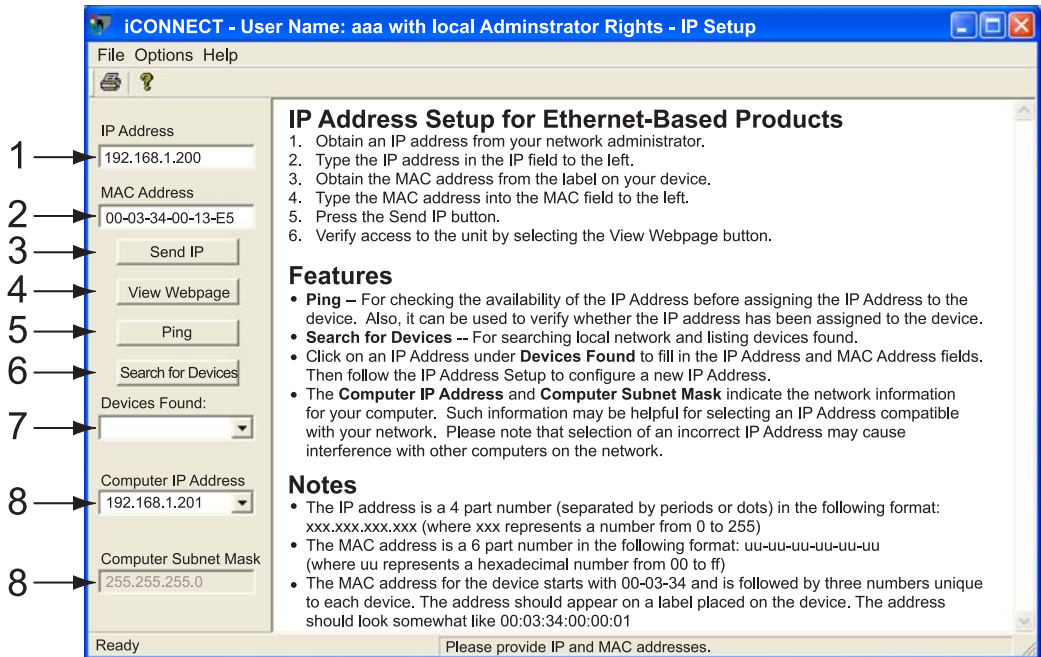 iCONNECT - User Name: aaa with local Adminstrator Rights - IP Setup
File Options Help
IP Address
1
192.168.1.200
MAC Address
2
00-03-34-00-13-E5
3
Send IP
4
View Webpage
5
Ping
6
Search for Devices
Devices Found:
7
Computer IP Address
8
192.168.1.201
Computer Subnet Mask
8
255.255.255.0
IP Address Setup for Ethernet-Based Products
1. Obtain an IP address from your network administrator.
2. Type the IP address in the IP field to the left.
3. Obtain the MAC address from the label on your device.
4. Type the MAC address into the MAC field to the left.
5. Press the Send IP button.
6. Verify access to the unit by selecting the View Webpage button.
Features
• Ping – For checking the availability of the IP Address before assigning the IP Address to the
device. Also, it can be used to verify whether the IP address has been assigned to the device.
• Search for Devices -- For searching local network and listing devices found.
• Click on an IP Address under Devices Found to fill in the IP Address and MAC Address fields.
Then follow the IP Address Setup to configure a new IP Address.
• The Computer IP Address and Computer Subnet Mask indicate the network information
for your computer. Such information may be helpful for selecting an IP Address compatible
with your network. Please note that selection of an incorrect IP Address may cause
interference with other computers on the network.
Notes
• The IP address is a 4 part number (separated by periods or dots) in the following format:
xxx.xxx.xxx.xxx (where xxx represents a number from 0 to 255)
• The MAC address is a 6 part number in the following format: uu-uu-uu-uu-uu-uu
(where uu represents a hexadecimal number from 00 to ff)
• The MAC address for the device starts with 00-03-34 and is followed by three numbers unique
to each device. The address should appear on a label placed on the device. The address
should look somewhat like 00:03:34:00:00:01
Ready
Please provide IP and MAC addresses.